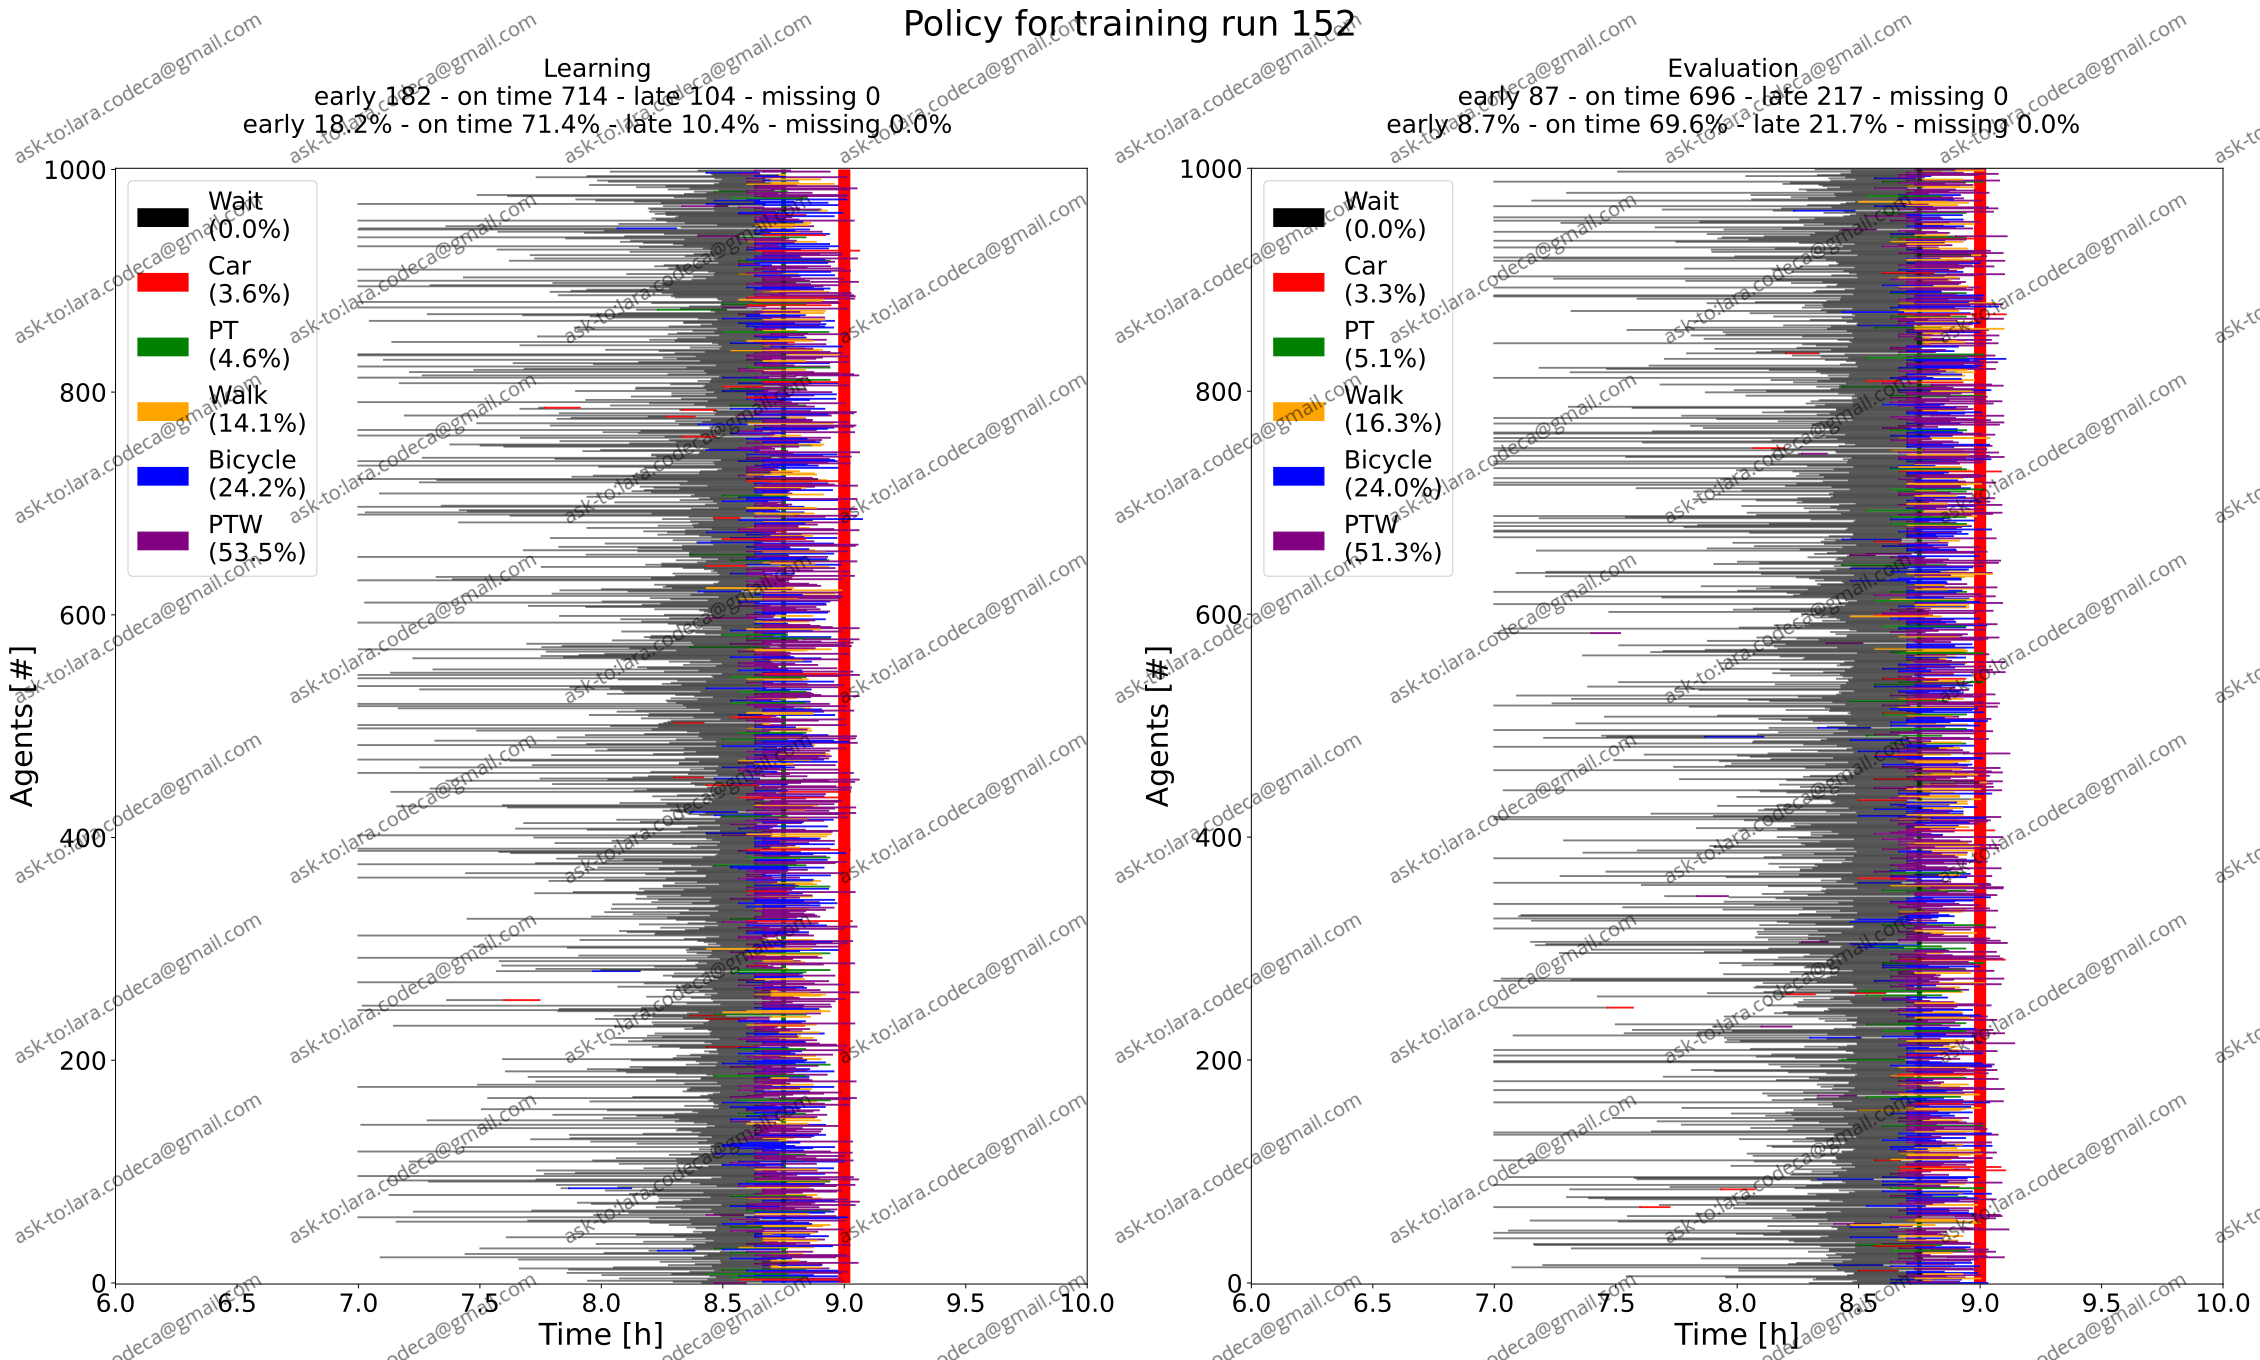 Policy for training run 152
Learning
early 182 - on time 714 - late 104 - missing 0
early 18.2% - on time 71.4% - late 10.4% - missing 0.0%
Evaluation
early 87 - on time 696 - late 217 - missing 0
early 8.7% - on time 69.6% - late 21.7% - missing 0.0%
Wait
(0.0%)
Car
(3.6%)
PT
(4.6%)
Walk
(14.1%)
Bicycle
(24.2%)
PTW
(53.5%)
1000
800
600
400
200
0
Agents [#]
6.0 6.5 7.0 7.5 8.0 8.5 9.0 9.5 10.0
Time [h]
Wait
(0.0%)
Car
(3.3%)
PT
(5.1%)
Walk
(16.3%)
Bicycle
(24.0%)
PTW
(51.3%)
1000
800
600
400
200
0
Agents [#]
6.0 6.5 7.0 7.5 8.0 8.5 9.0 9.5 10.0
Time [h]
ask-to:lara.codeca@gmail.com